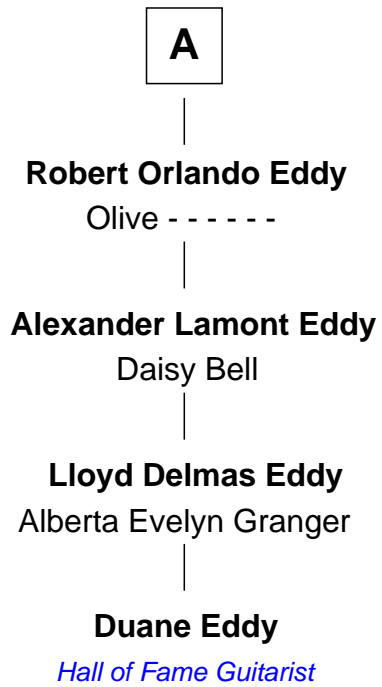 A
Robert Orlando Eddy
Olive - - - - - -
Alexander Lamont Eddy
Daisy Bell
Lloyd Delmas Eddy
Alberta Evelyn Granger
Duane Eddy
Hall of Fame Guitarist